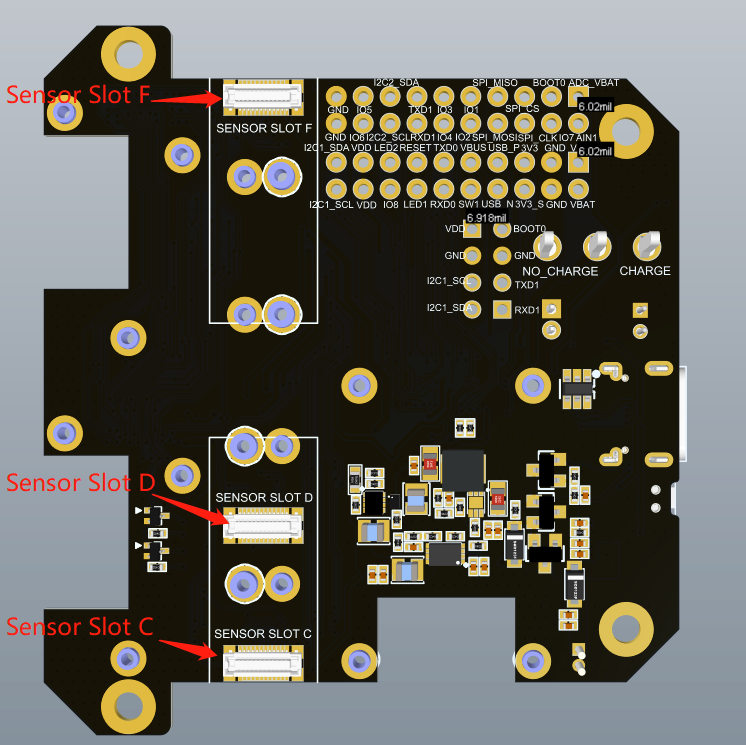 I2C2_SDA SPI_MISO BOOT0 ADC_VBAT
Sensor Slot F
GND IO5 TXD1 IO3 IO1 SPI_CS
6.02mil
SENSOR SLOT F
GND IO6 I2C2_SCL RXD1 IO4 IO2 SPI_MOSI SPI_CLK IO7 AIN1
I2C1_SDA VDD LED2 RESET TXD0 VBUS USB_P 3V3 GND V
6.02mil
I2C1_SCL VDD IO8 LED1 RXD0 SW1 USB_N 3V3_S GND VBAT
6.918mil
VDD BOOT0
GND GND
NO_CHARGE CHARGE
I2C1_SCL TXD1
I2C1_SDA RXD1
Sensor Slot D
SENSOR SLOT D
Sensor Slot C
SENSOR SLOT C